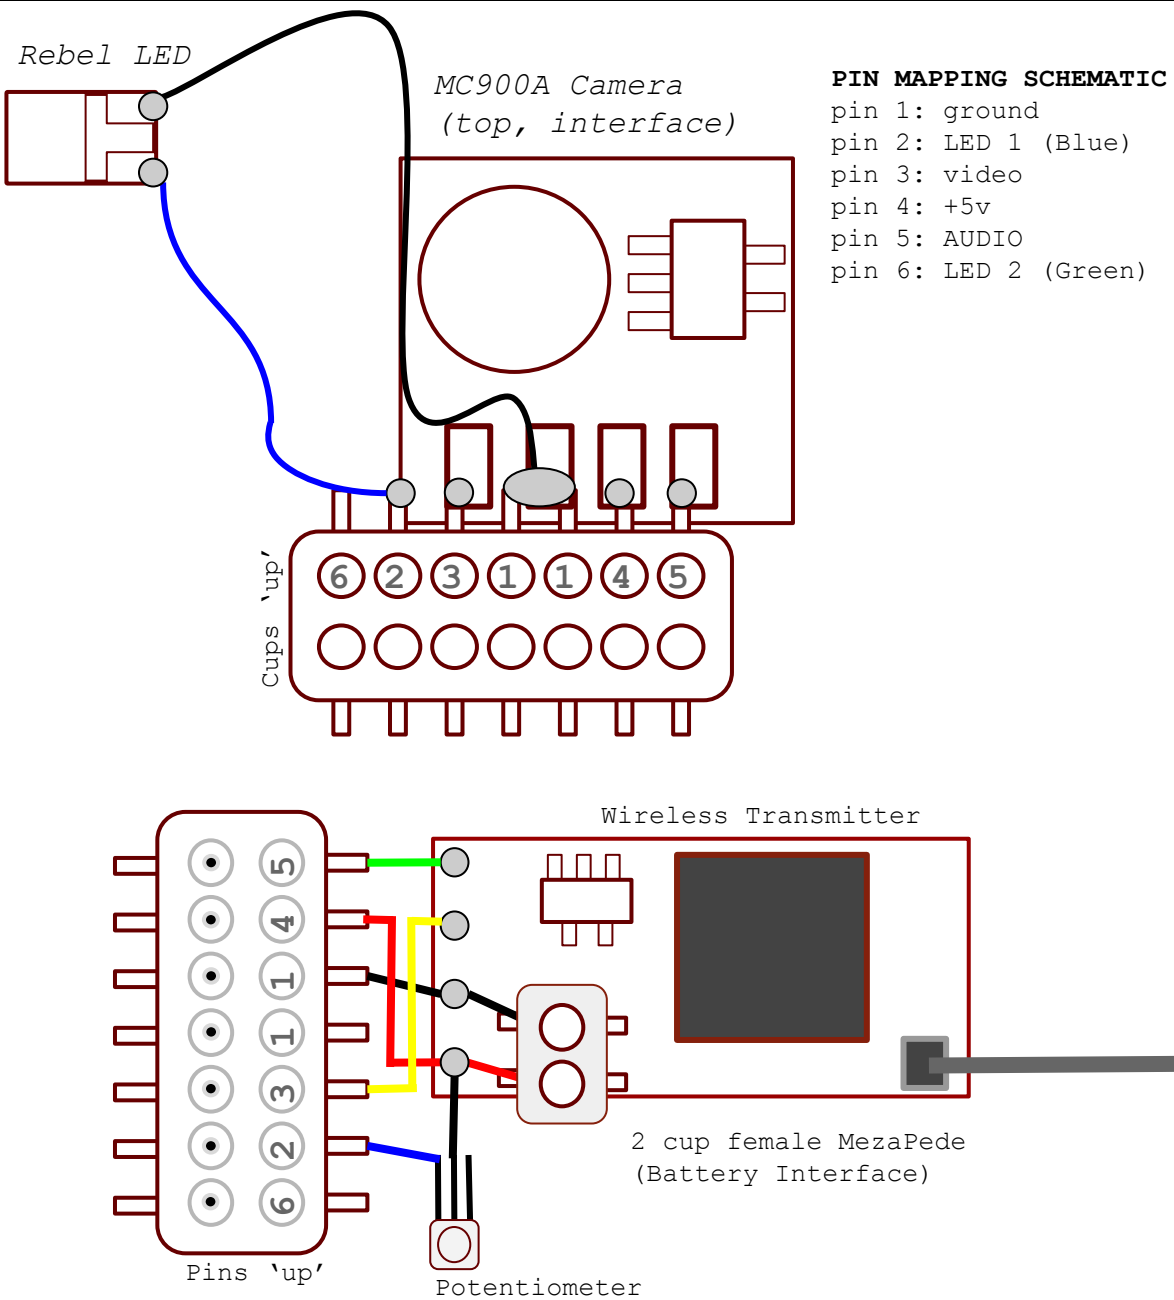 Rebel LED
MC900A Camera
(top, interface)
PIN MAPPING SCHEMATIC
pin 1: ground
pin 2: LED 1 (Blue)
pin 3: video
pin 4: +5v
pin 5: AUDIO
pin 6: LED 2 (Green)
Cups ‘up’
6 2 3 1 1 4 5
Wireless Transmitter
5
4
1
1
3
2
6
2 cup female MezaPede
(Battery Interface)
Pins ‘up’
Potentiometer